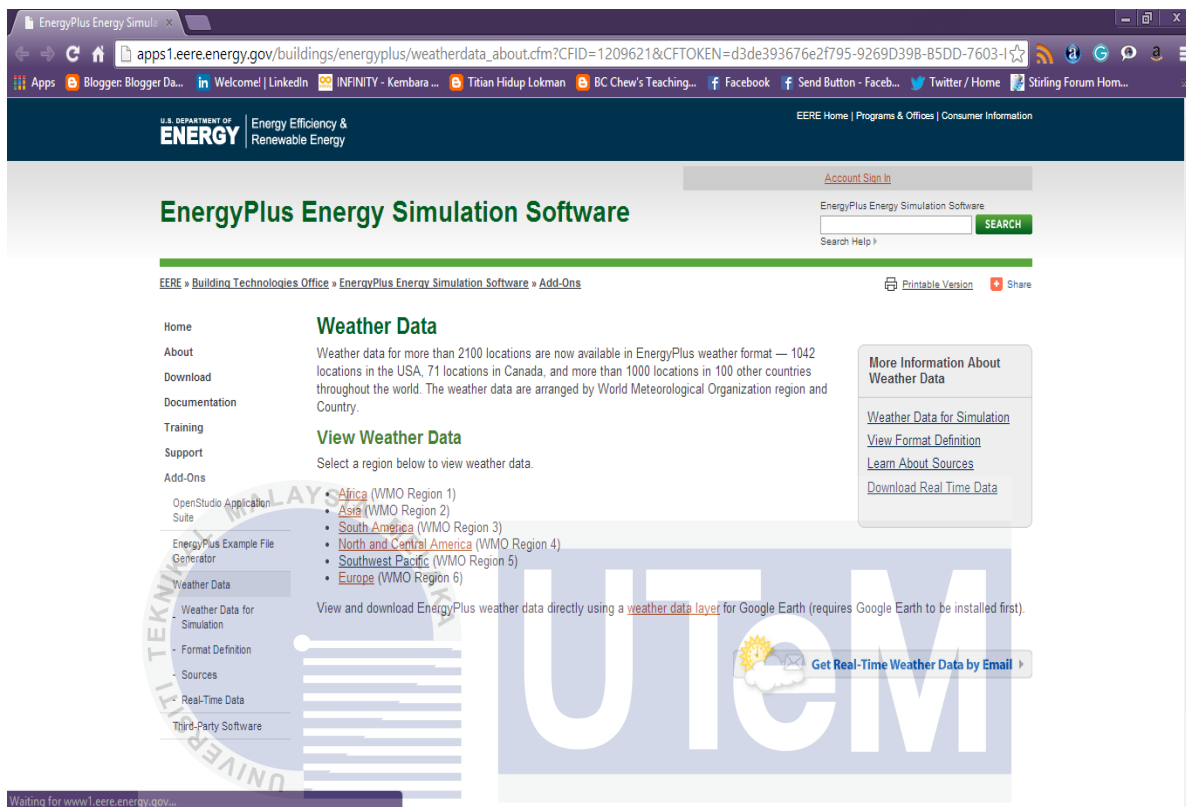 EnergyPlus Energy Simula
apps1.eere.energy.gov/buildings/energyplus/weatherdata_about.cfm?CFID=1209621&CFTOKEN=d3de393676e2f795-9269D39B-B5DD-7603-
Apps Blogger: Blogger Da... Welcome! | LinkedIn INFINITY - Kembara ... Titian Hidup Lokman BC Chew's Teaching... Facebook Send Button - Faceb... Twitter / Home Stirling Forum Hom...
U.S. DEPARTMENT OF
ENERGY
Energy Efficiency &
Renewable Energy
EERE Home | Programs & Offices | Consumer Information
Account Sign In
EnergyPlus Energy Simulation Software
EnergyPlus Energy Simulation Software
SEARCH
Search Help
EERE » Building Technologies Office » EnergyPlus Energy Simulation Software » Add-Ons
Printable Version
Share
Home
About
Download
Documentation
Training
Support
Add-Ons
OpenStudio Application
Suite
EnergyPlus Example File
Generator
Weather Data
- Weather Data for
Simulation
- Format Definition
- Sources
- Real-Time Data
Third-Party Software
Weather Data
Weather data for more than 2100 locations are now available in EnergyPlus weather format — 1042
locations in the USA, 71 locations in Canada, and more than 1000 locations in 100 other countries
throughout the world. The weather data are arranged by World Meteorological Organization region and
Country.
View Weather Data
Select a region below to view weather data.
• Africa (WMO Region 1)
• Asia (WMO Region 2)
• South America (WMO Region 3)
• North and Central America (WMO Region 4)
• Southwest Pacific (WMO Region 5)
• Europe (WMO Region 6)
View and download EnergyPlus weather data directly using a weather data layer for Google Earth (requires Google Earth to be installed first).
More Information About
Weather Data
Weather Data for Simulation
View Format Definition
Learn About Sources
Download Real Time Data
Get Real-Time Weather Data by Email
UNIVERSITI TEKNIKAL MALAYSIA MELAKA
UTeM
Waiting for www1.eere.energy.gov...